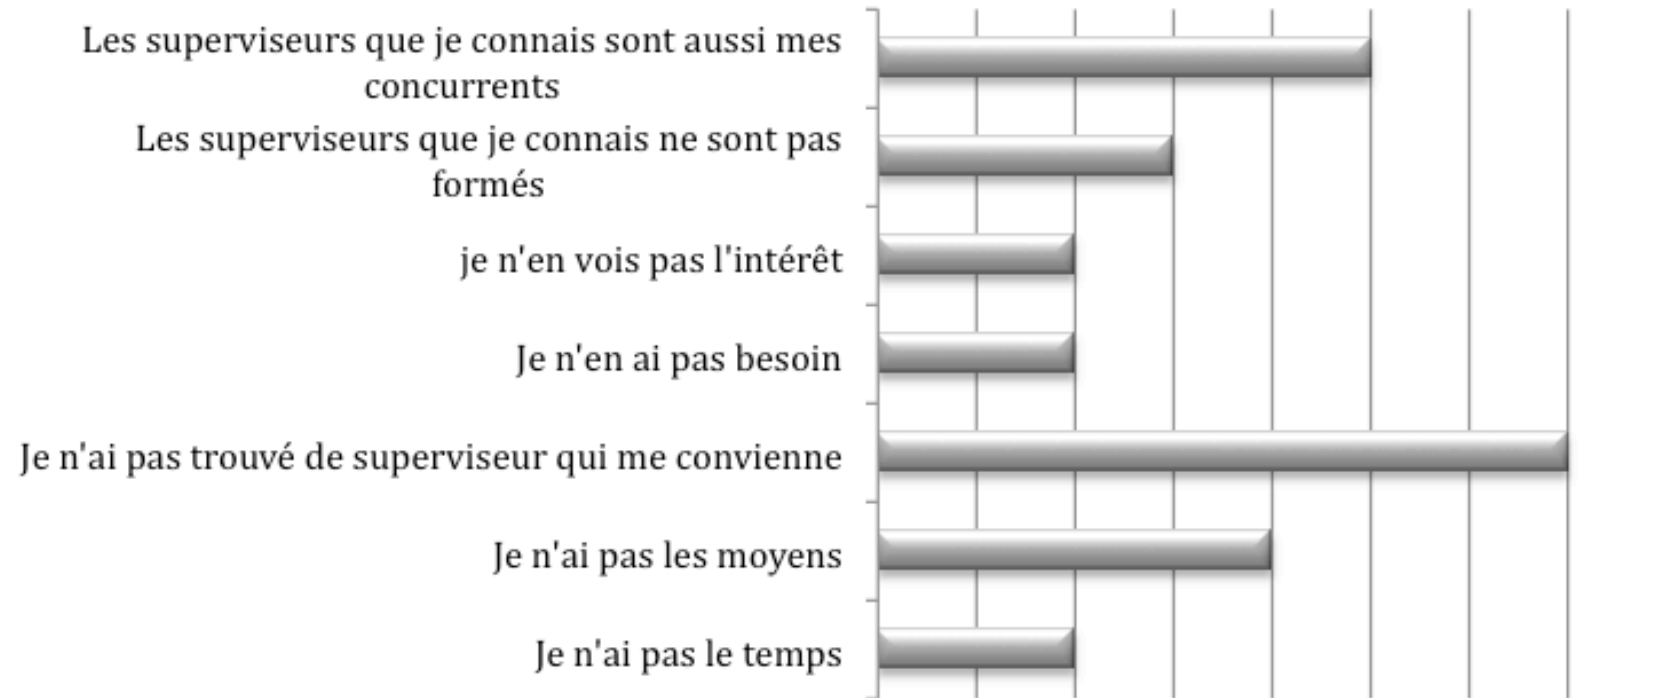 Les superviseurs que je connais sont aussi mes
concurrents
Les superviseurs que je connais ne sont pas
formés
je n'en vois pas l'intérêt
Je n'en ai pas besoin
Je n'ai pas trouvé de superviseur qui me convienne
Je n'ai pas les moyens
Je n'ai pas le temps